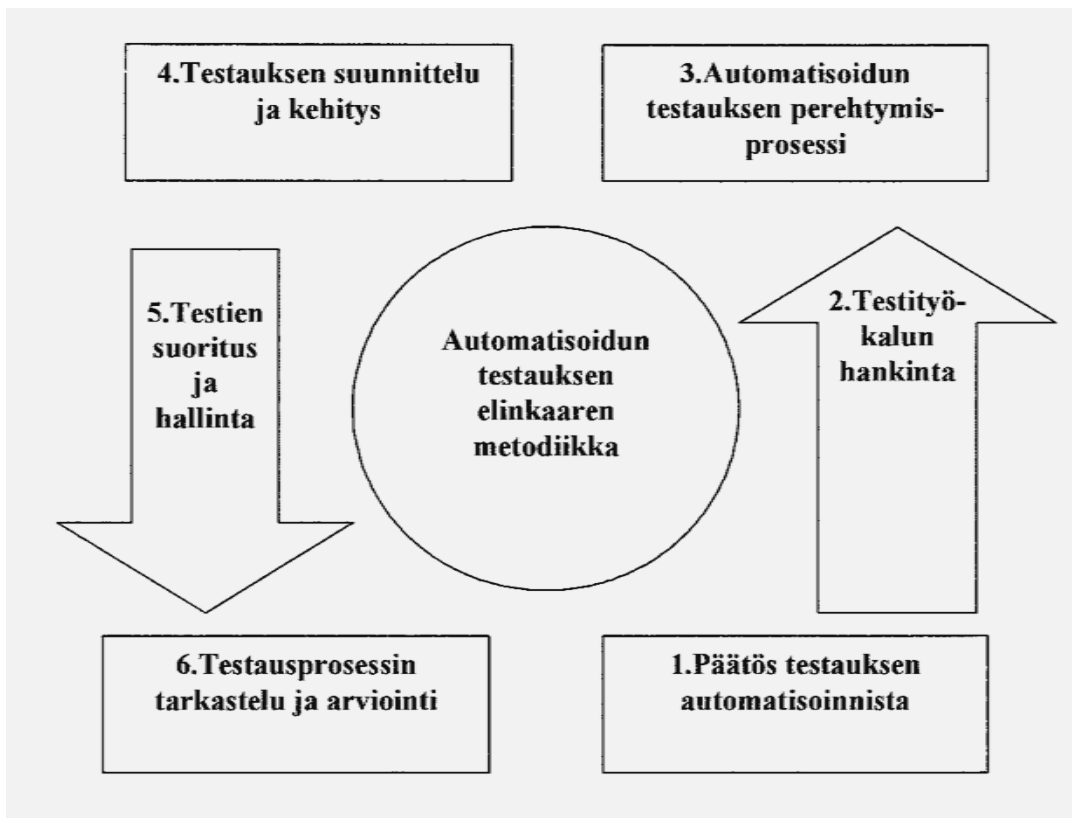 4.Testauksen suunnittelu
ja kehitys
3.Automatisoidun
testauksen perehtymis-
prosessi
5.Testien
suoritus
ja
hallinta
Automatisoidun
testauksen
elinkaaren
metodiikka
2.Testityö-
kalun
hankinta
6.Testausprosessin
tarkastelu ja arviointi
1.Päätös testauksen
automatisoinnista